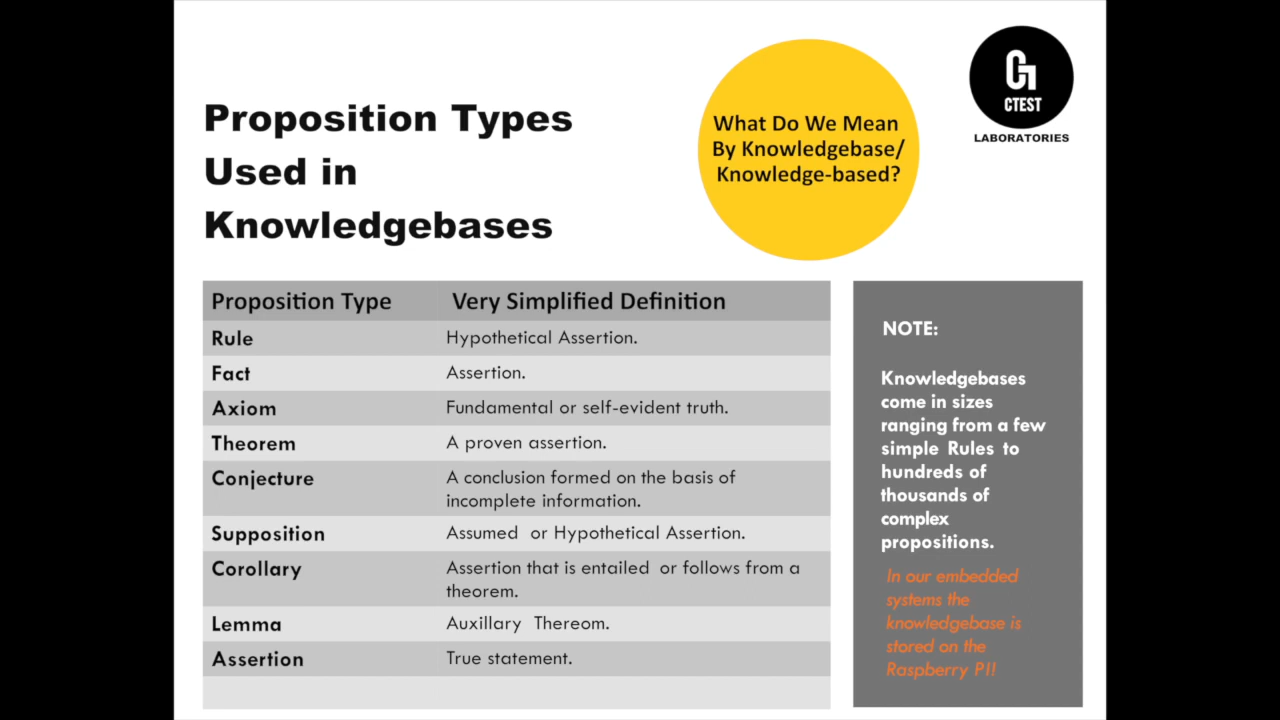 Proposition Types
Used in
Knowledgebases
What Do We Mean
By Knowledgebase/
Knowledge-based?
CTEST
LABORATORIES
Proposition Type Very Simplified Definition
Rule Hypothetical Assertion.
Fact Assertion.
Axiom Fundamental or self-evident truth.
Theorem A proven assertion.
Conjecture A conclusion formed on the basis of
incomplete information.
Supposition Assumed or Hypothetical Assertion.
Corollary Assertion that is entailed or follows from a
theorem.
Lemma Auxillary Thereom.
Assertion True statement.
NOTE:
Knowledgebases
come in sizes
ranging from a few
simple Rules to
hundreds of
thousands of
complex
propositions.
In our embedded
systems the
knowledgebase is
stored on the
Raspberry PI!